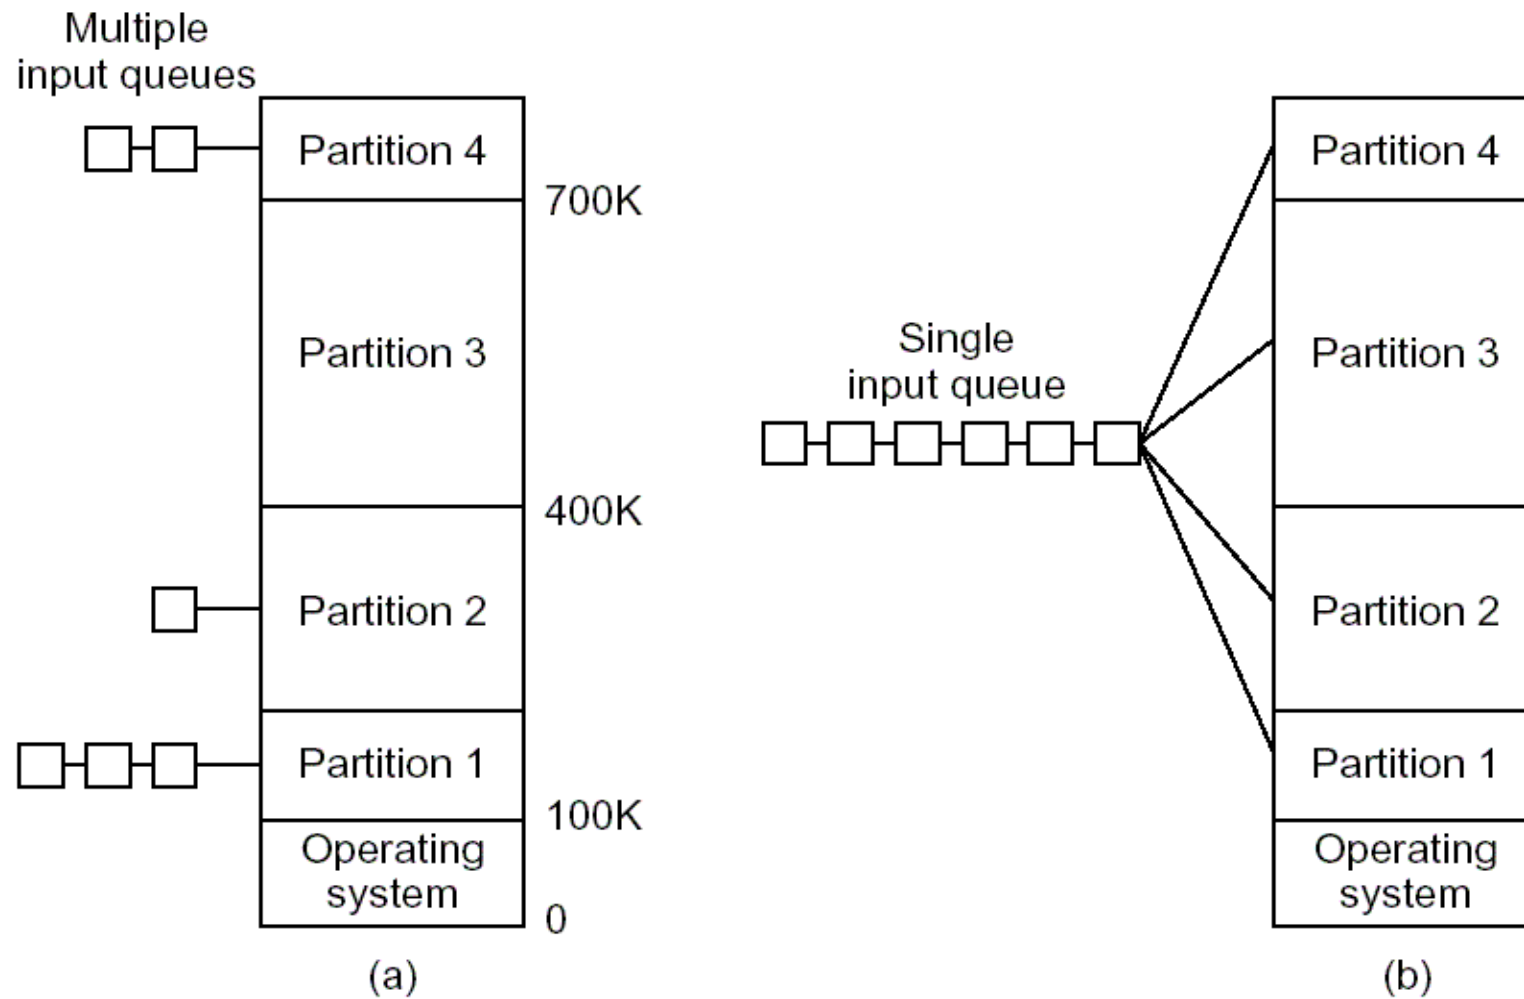 Multiple
input queues
Partition 4
700K
Partition 3
400K
Partition 2
Partition 1
100K
Operating
system
0
(a)
Single
input queue
Partition 4
Partition 3
Partition 2
Partition 1
Operating
system
(b)